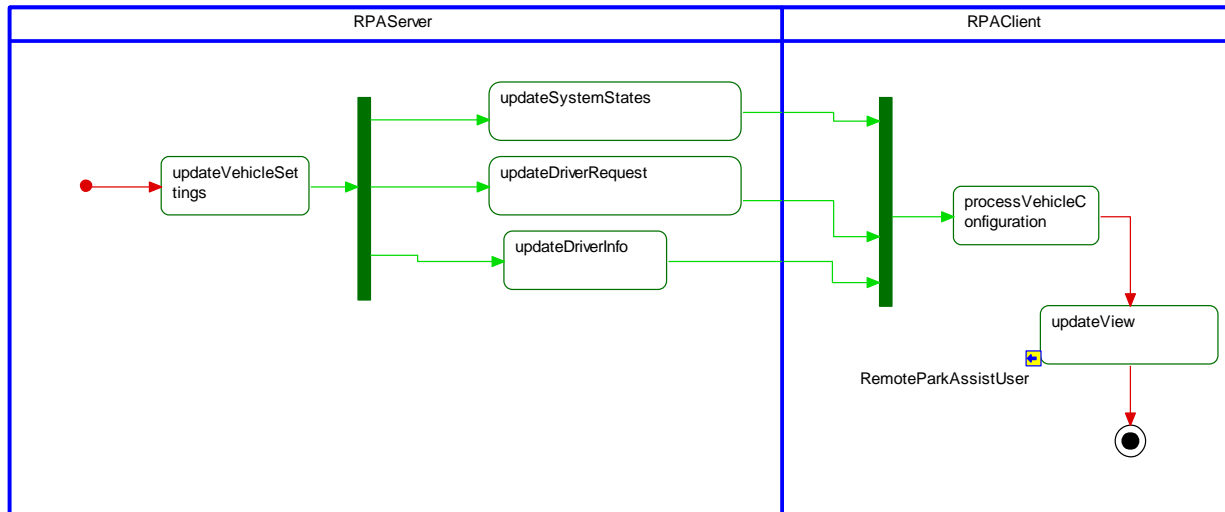 RPAServer
RPAClient
updateSystemStates
updateVehicleSet
tings
updateDriverRequest
updateDriverInfo
processVehicleC
onfiguration
updateView
RemoteParkAssistUser